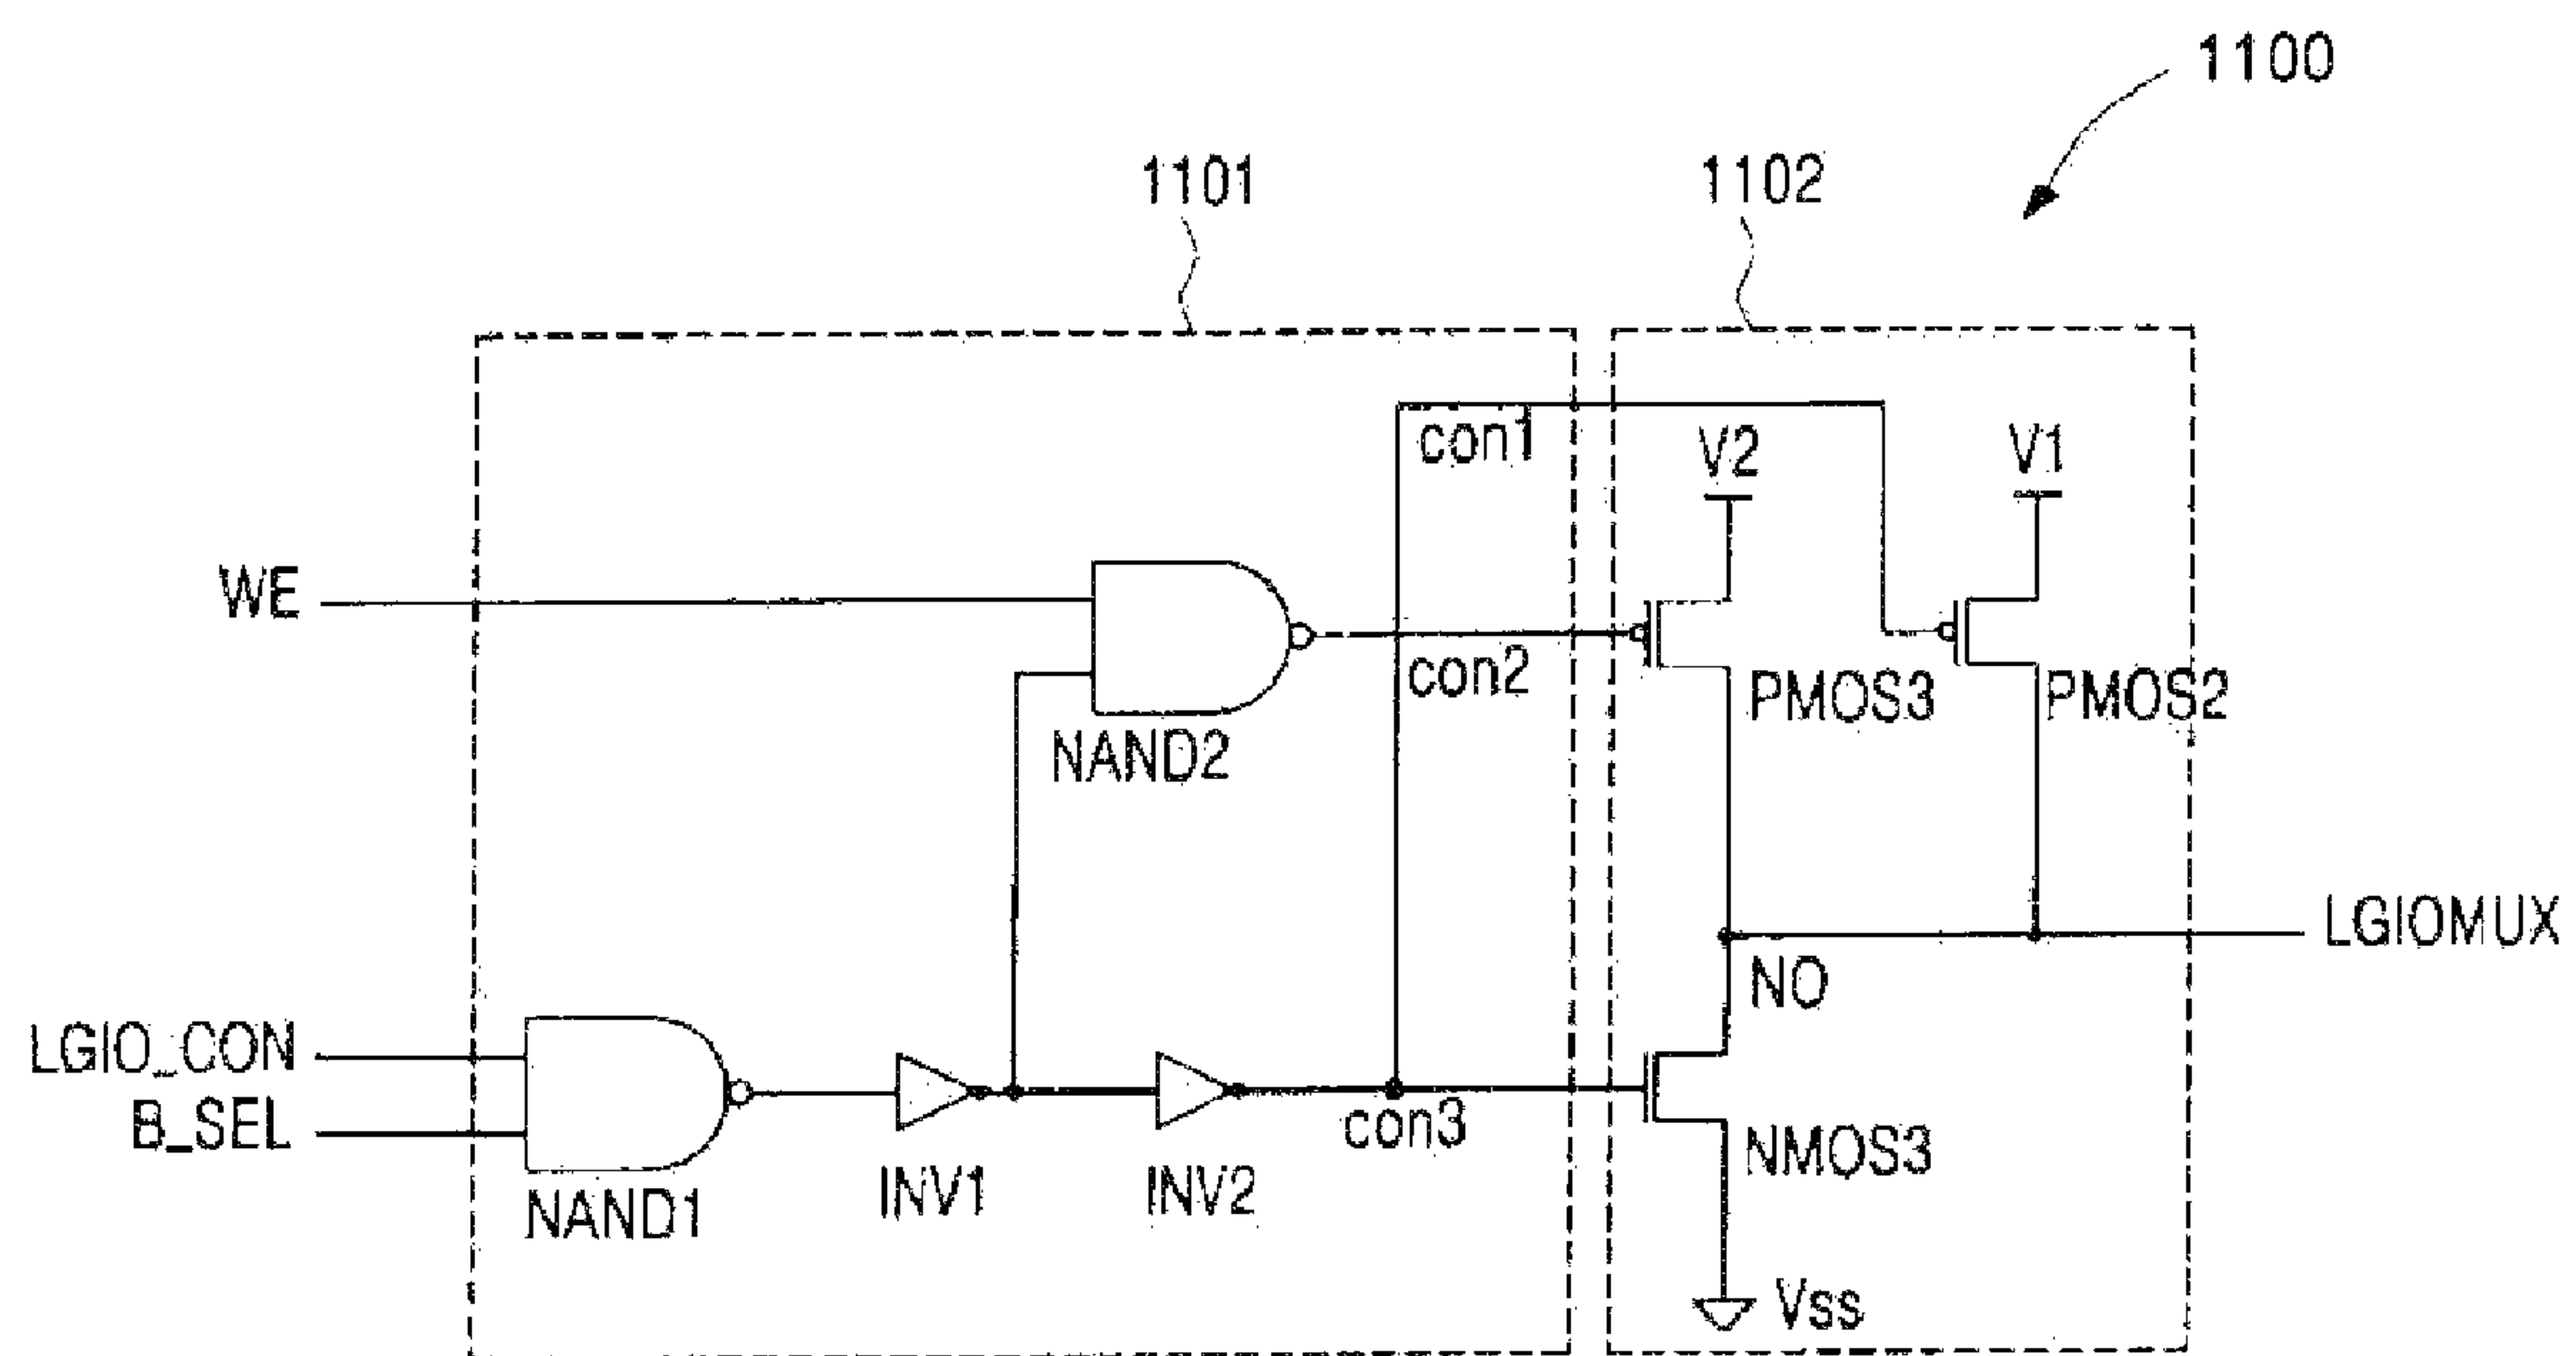 1100
1101
1102
con1
V2
V1
WE
con2
PMOS3
PMOS2
NAND2
LGIOMUX
NO
LGIO_CON
B_SEL
con3
NMOS3
NAND1
INV1
INV2
Vss